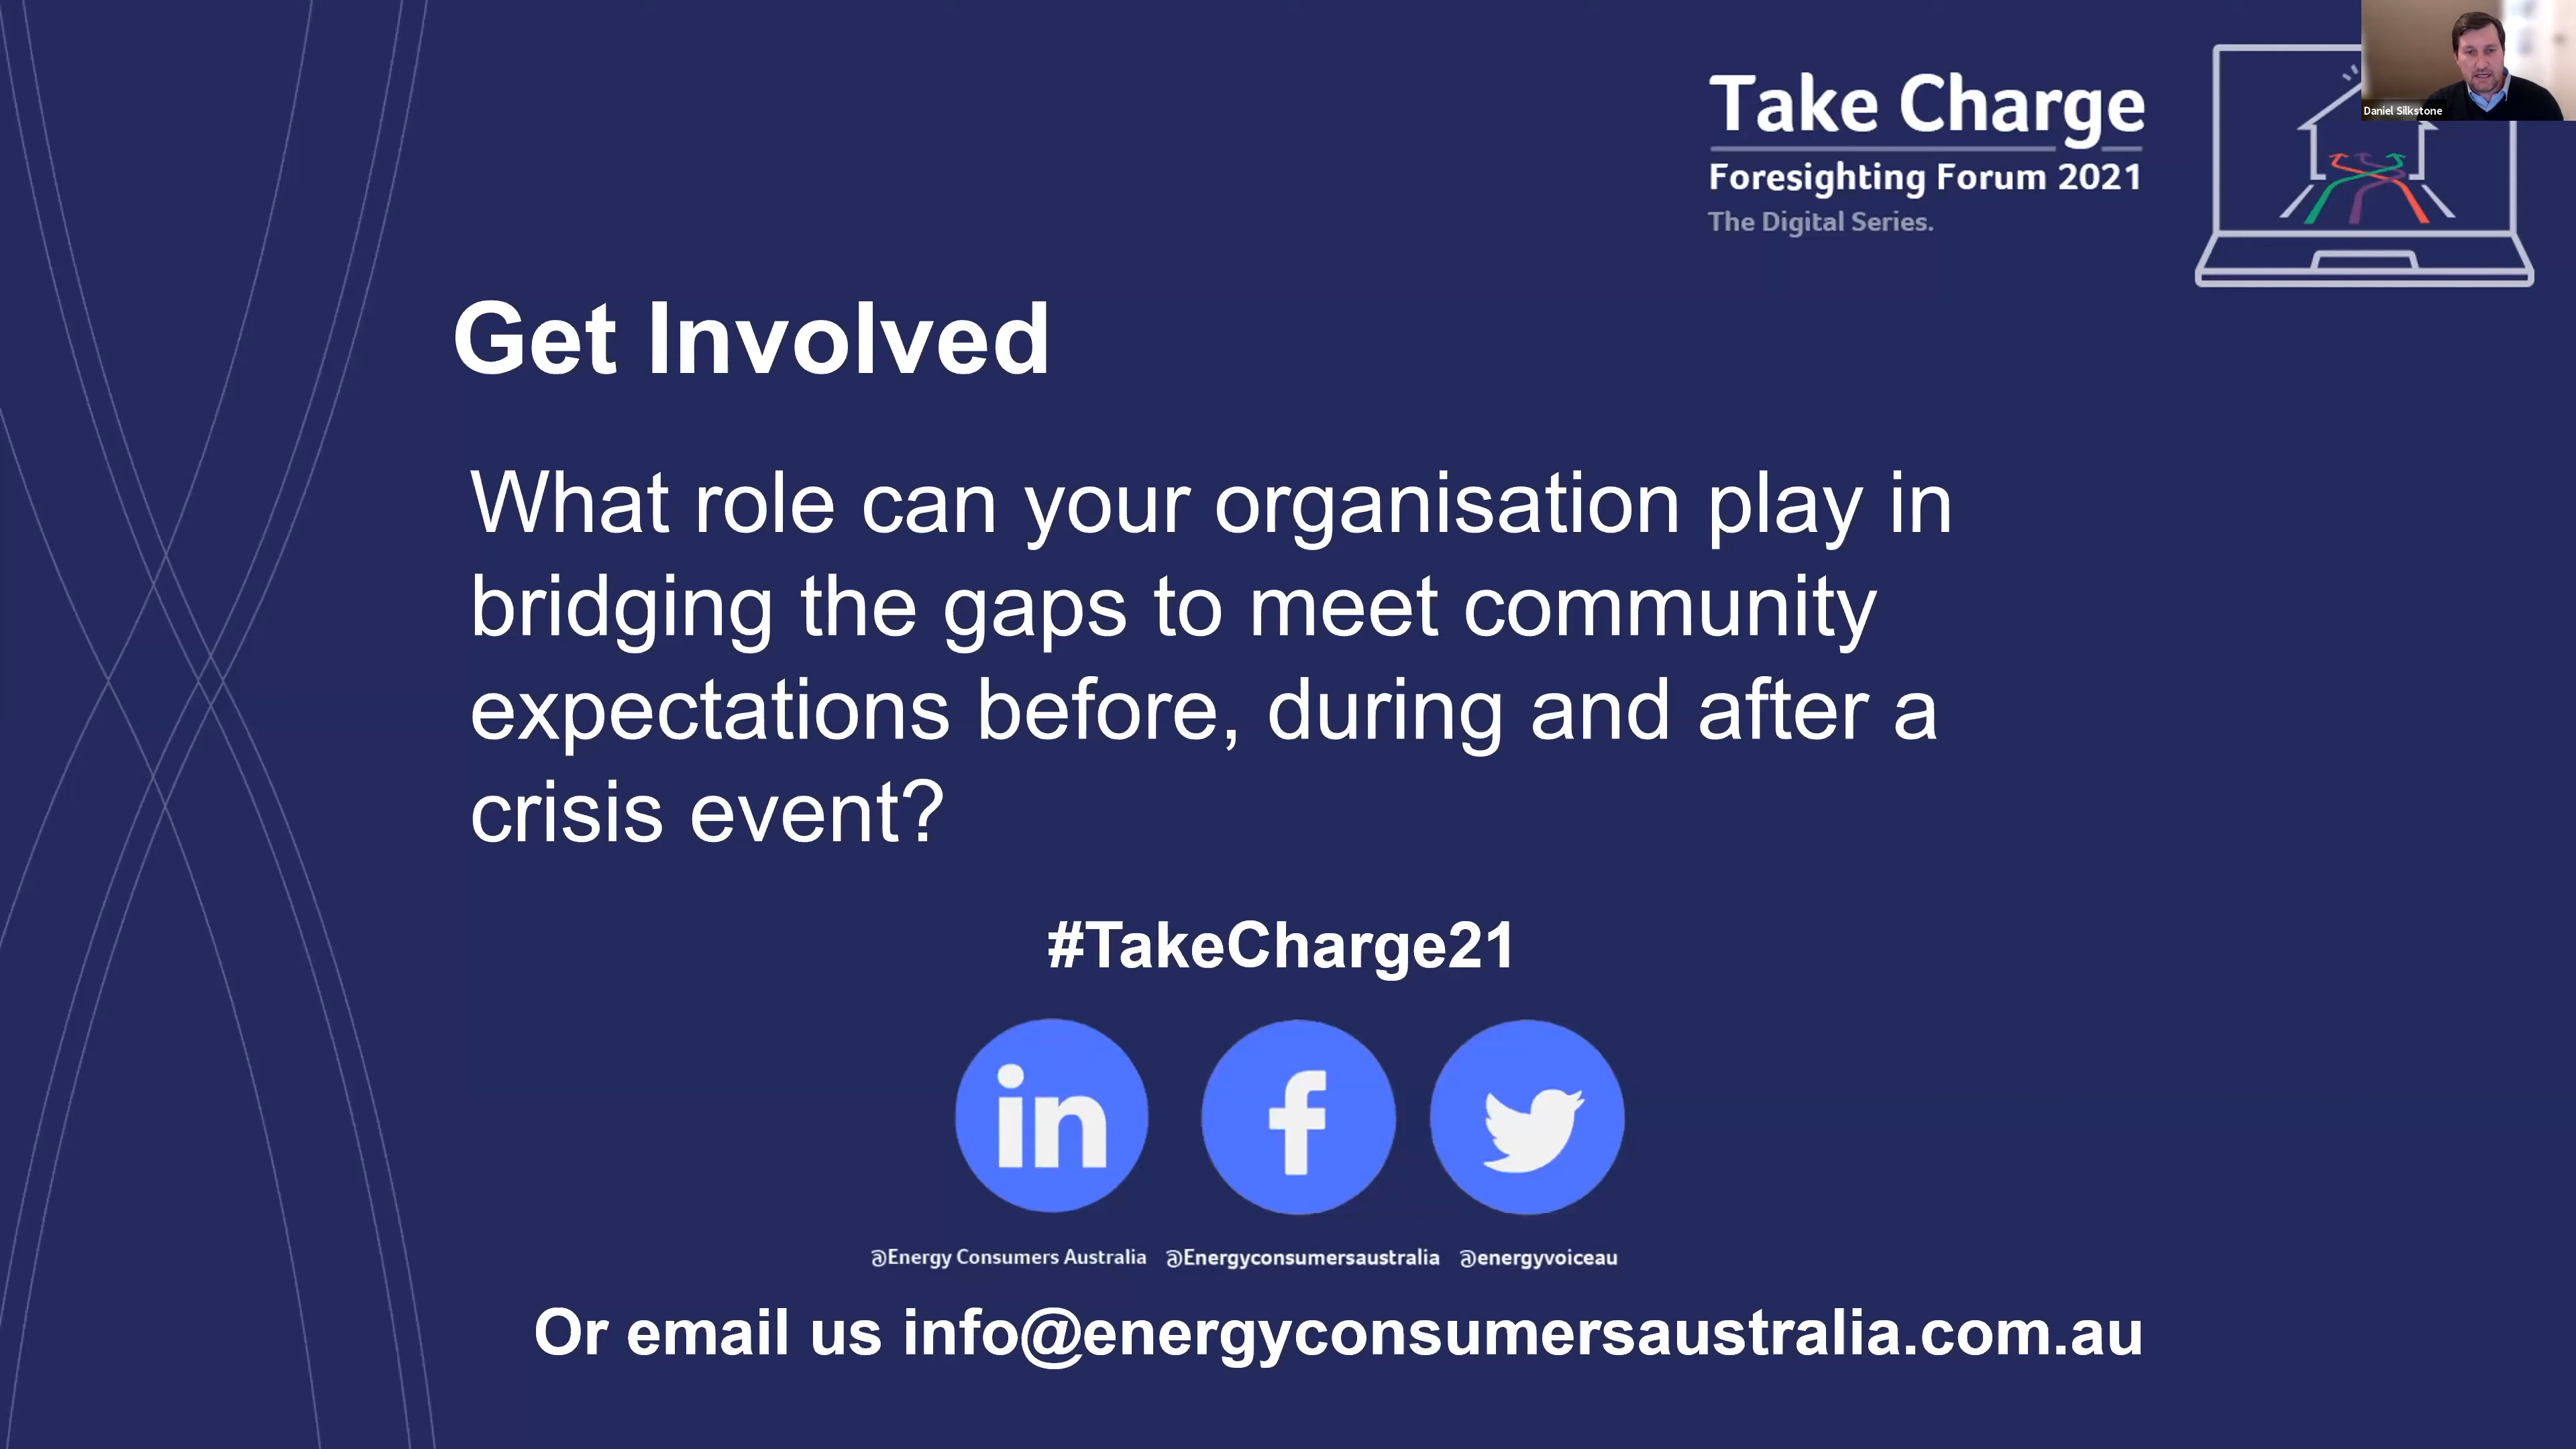 Take Charge
Daniel Silkstone
Foresighting Forum 2021
The Digital Series.
Get Involved
What role can your organisation play in
bridging the gaps to meet community
expectations before, during and after a
crisis event?
#TakeCharge21
in f
@Energy Consumers Australia @Energyconsumersaustralia @energyvoiceau
Or email us info@energyconsumersaustralia.com.au